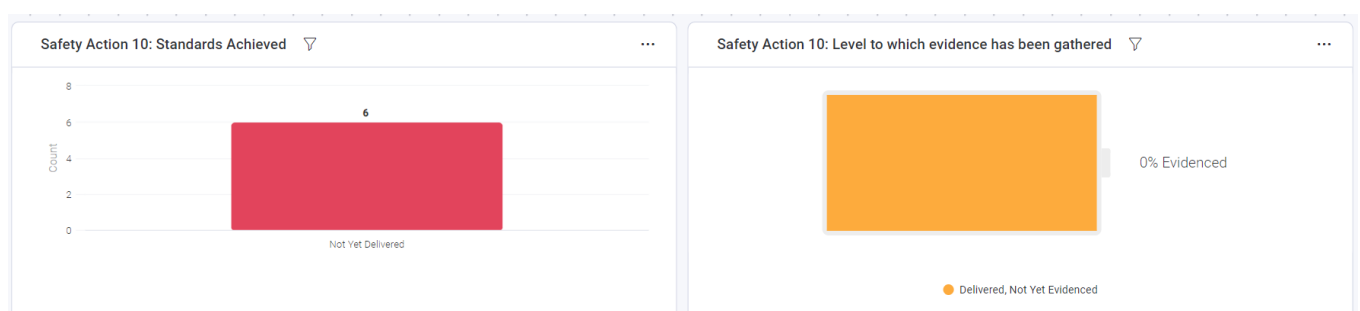 Safety Action 10: Standards Achieved
8
6
6
4
2
0
Count
Not Yet Delivered
Safety Action 10: Level to which evidence has been gathered
0% Evidenced
Delivered, Not Yet Evidenced